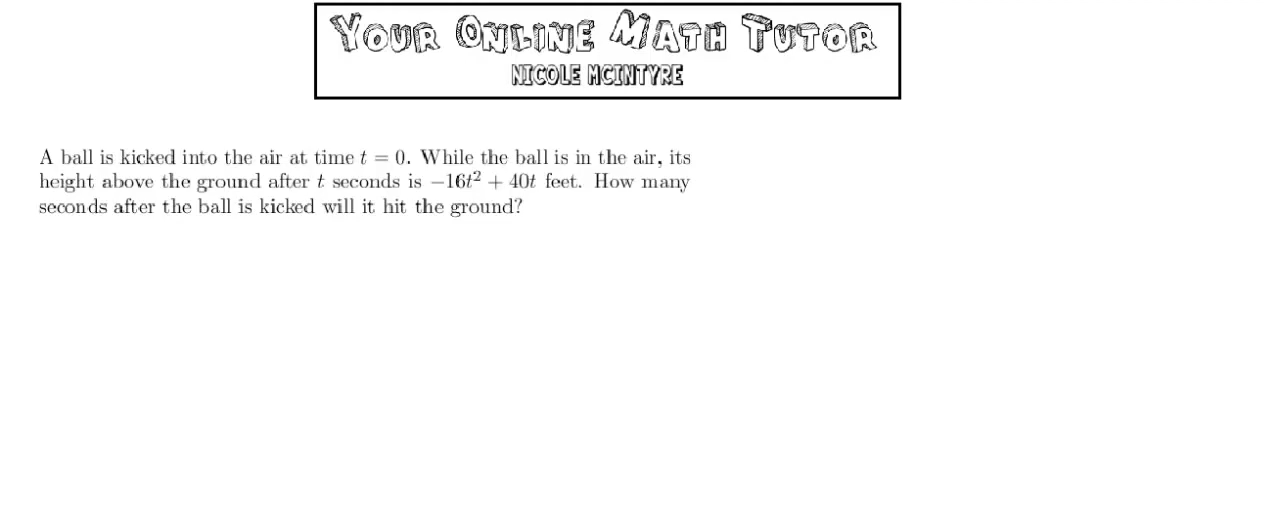 YOUR ONLINE MATH TUTOR
NICOLE MCINTYRE
A ball is kicked into the air at time t = 0. While the ball is in the air, its
height above the ground after t seconds is −16t² + 40t feet. How many
seconds after the ball is kicked will it hit the ground?